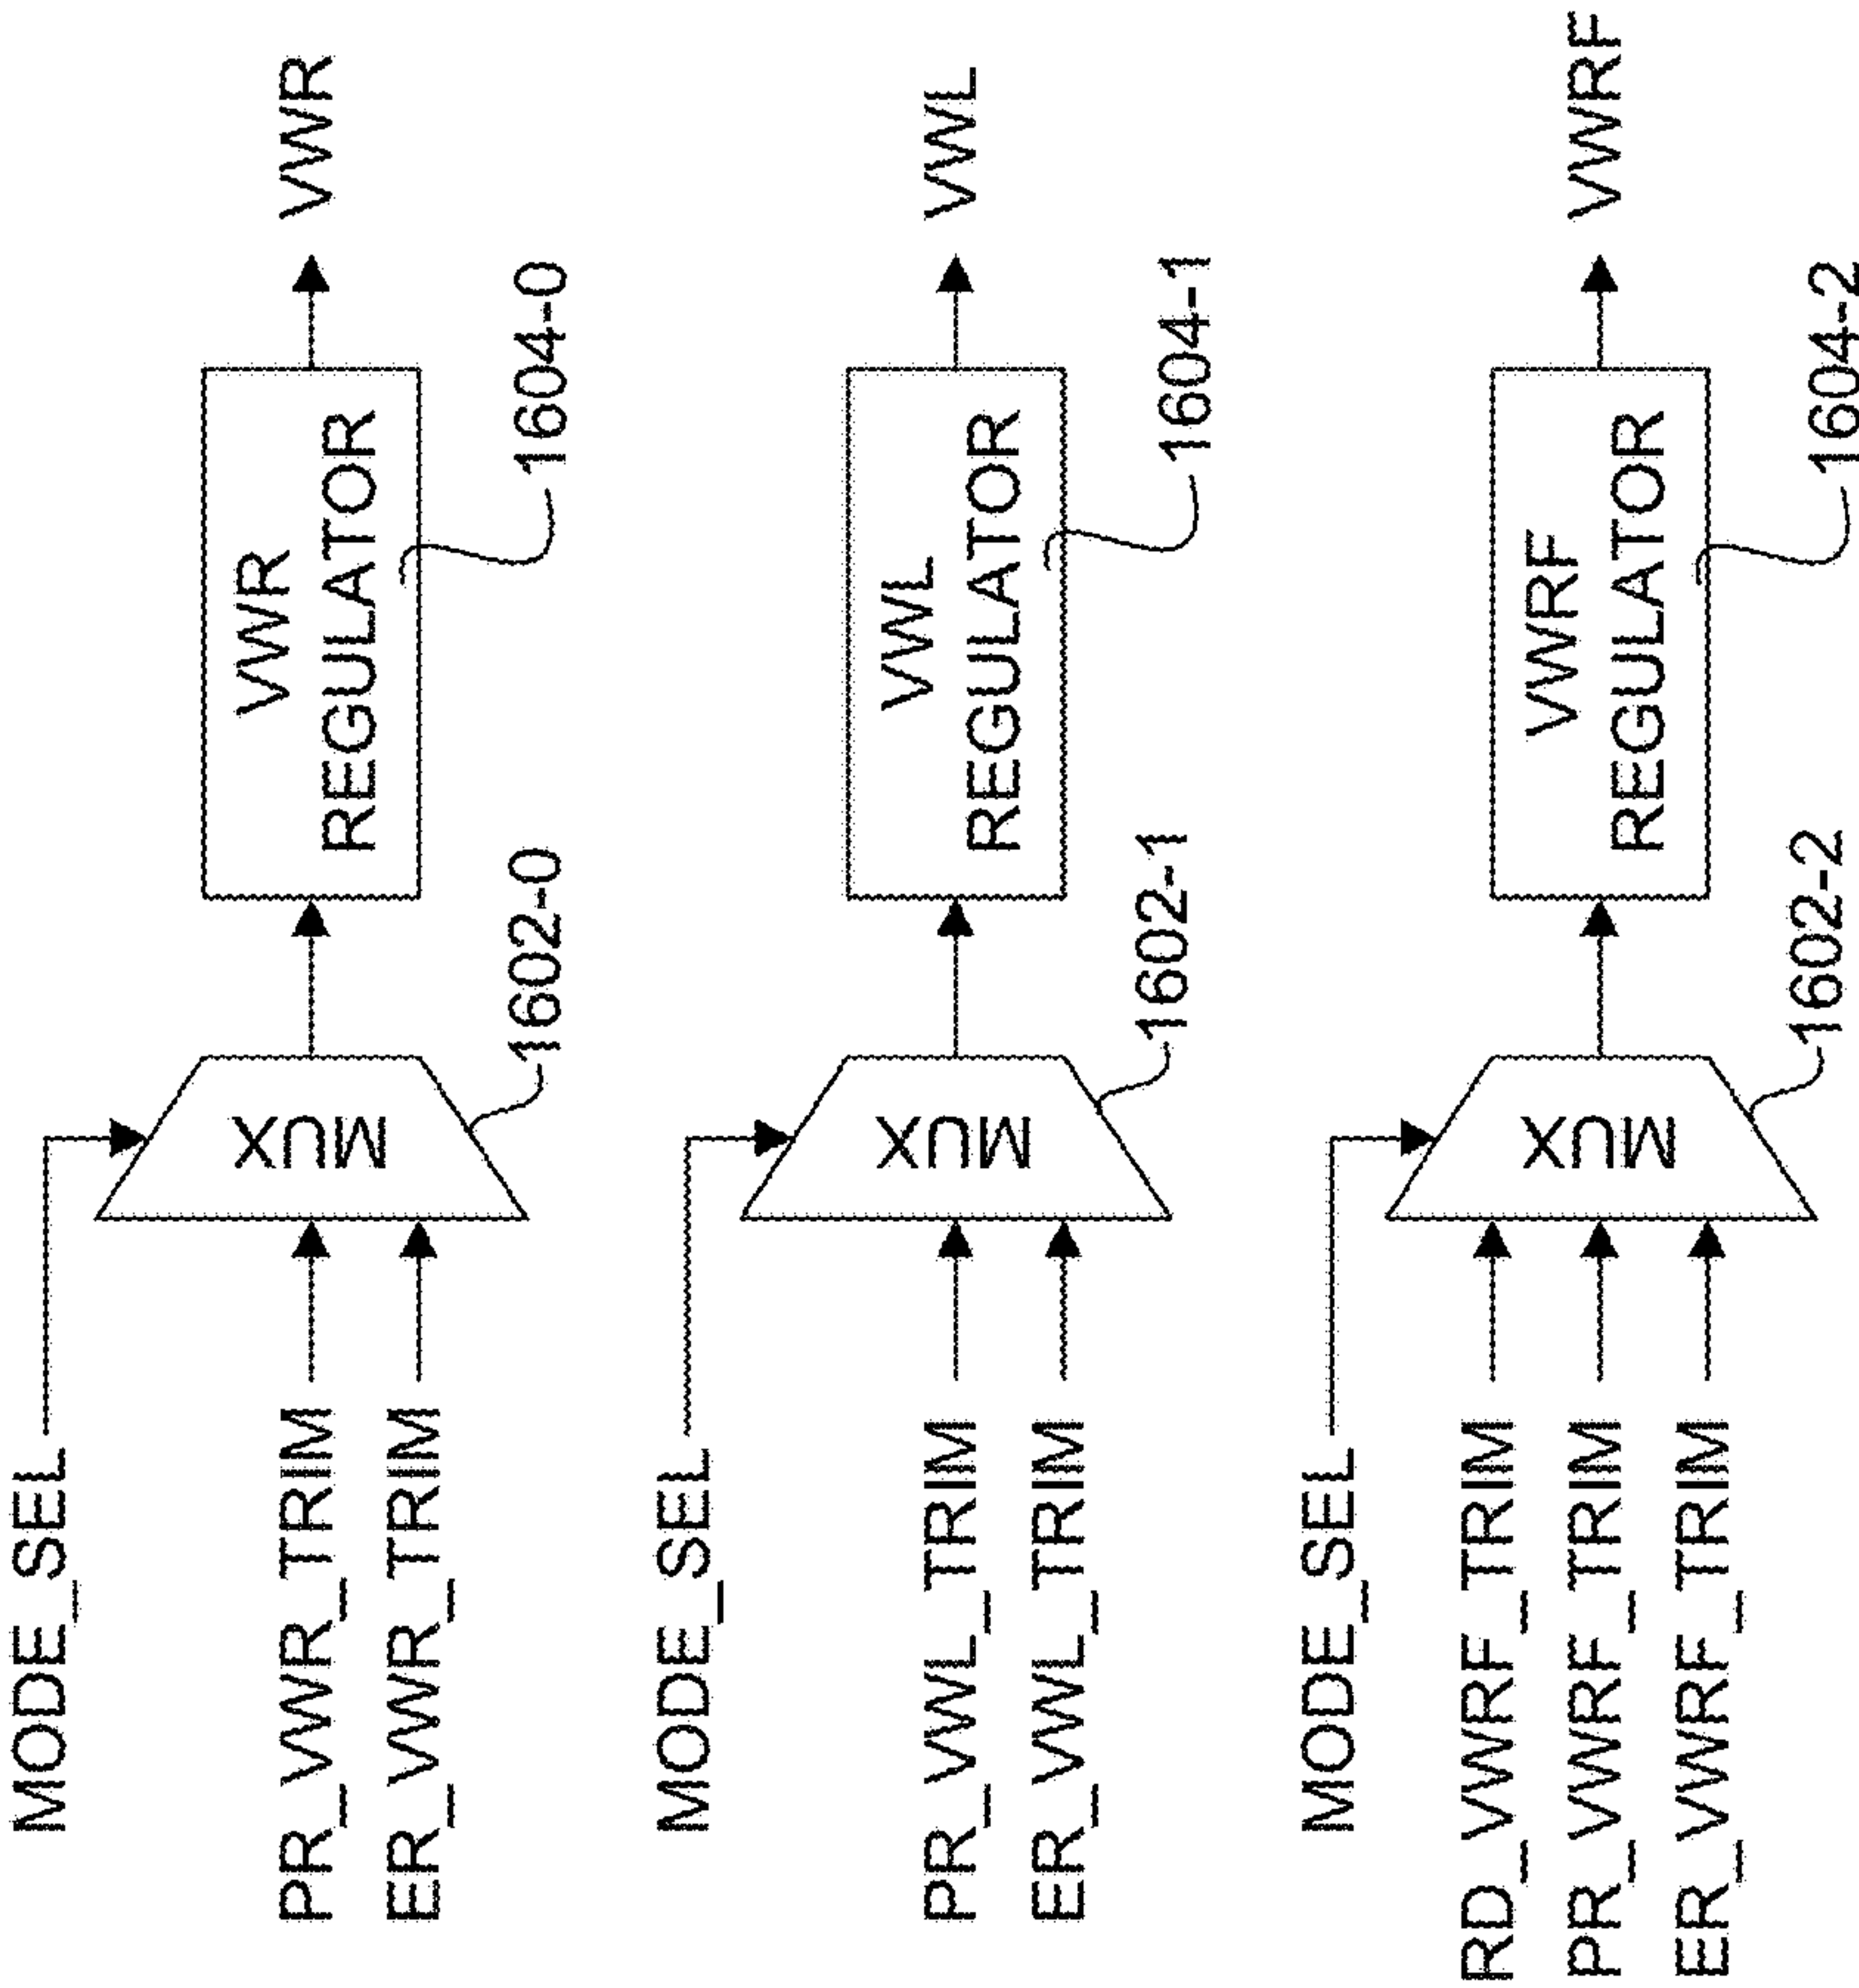 MODE_SEL
PR_VWR_TRIM
ER_VWR_TRIM
MUX
1602-0
VWR
REGULATOR
1604-0
VWR
MODE_SEL
PR_VWL_TRIM
ER_VWL_TRIM
MUX
1602-1
VWL
REGULATOR
1604-1
VWL
MODE_SEL
RD_VWRF_TRIM
PR_VWRF_TRIM
ER_VWRF_TRIM
MUX
1602-2
VWRF
REGULATOR
1604-2
VWRF